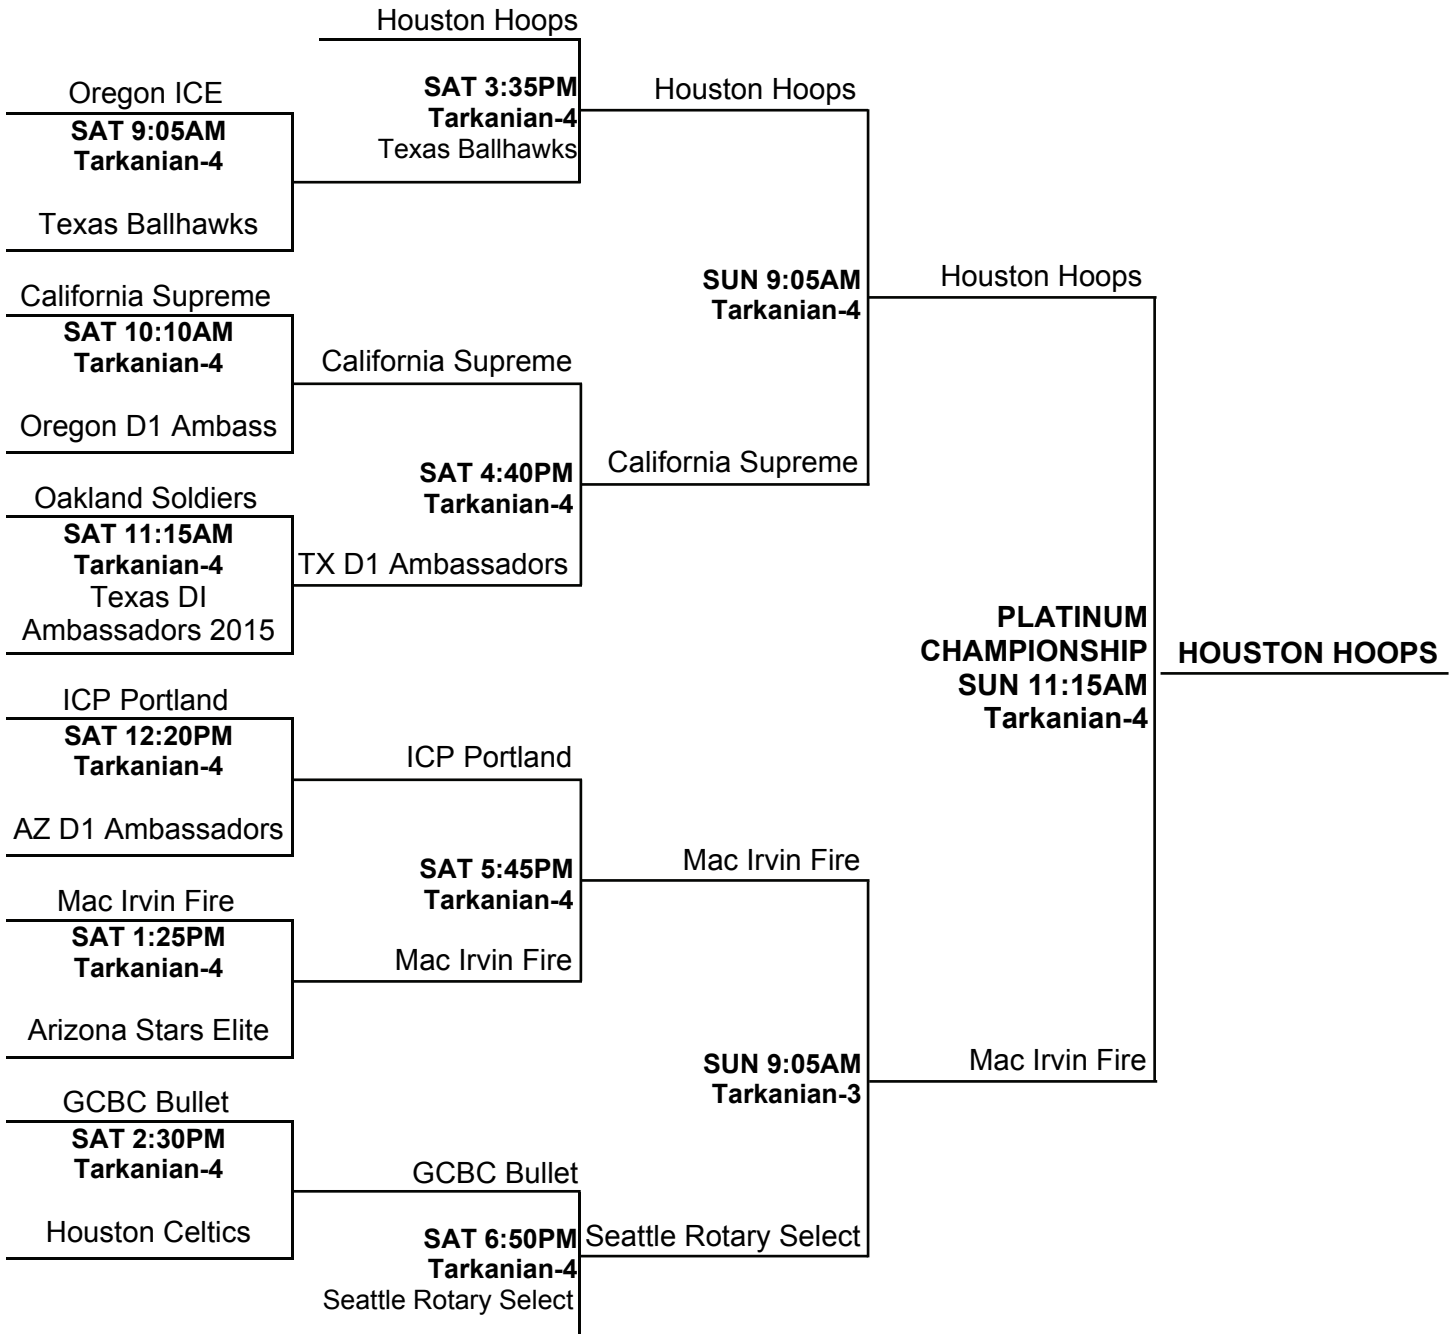 Houston Hoops
Oregon ICE
SAT 9:05AM
Tarkanian-4
Texas Ballhawks
California Supreme
SAT 10:10AM
Tarkanian-4
Oregon D1 Ambass
Oakland Soldiers
SAT 11:15AM
Tarkanian-4
Texas DI
Ambassadors 2015
ICP Portland
SAT 12:20PM
Tarkanian-4
AZ D1 Ambassadors
Mac Irvin Fire
SAT 1:25PM
Tarkanian-4
Arizona Stars Elite
GCBC Bullet
SAT 2:30PM
Tarkanian-4
Houston Celtics
SAT 3:35PM
Tarkanian-4
Texas Ballhawks
California Supreme
SAT 4:40PM
Tarkanian-4
TX D1 Ambassadors
ICP Portland
SAT 5:45PM
Tarkanian-4
Mac Irvin Fire
GCBC Bullet
SAT 6:50PM
Tarkanian-4
Seattle Rotary Select
Houston Hoops
SUN 9:05AM
Tarkanian-4
California Supreme
Mac Irvin Fire
SUN 9:05AM
Tarkanian-3
Seattle Rotary Select
Houston Hoops
PLATINUM
CHAMPIONSHIP
SUN 11:15AM
Tarkanian-4
Mac Irvin Fire
HOUSTON HOOPS